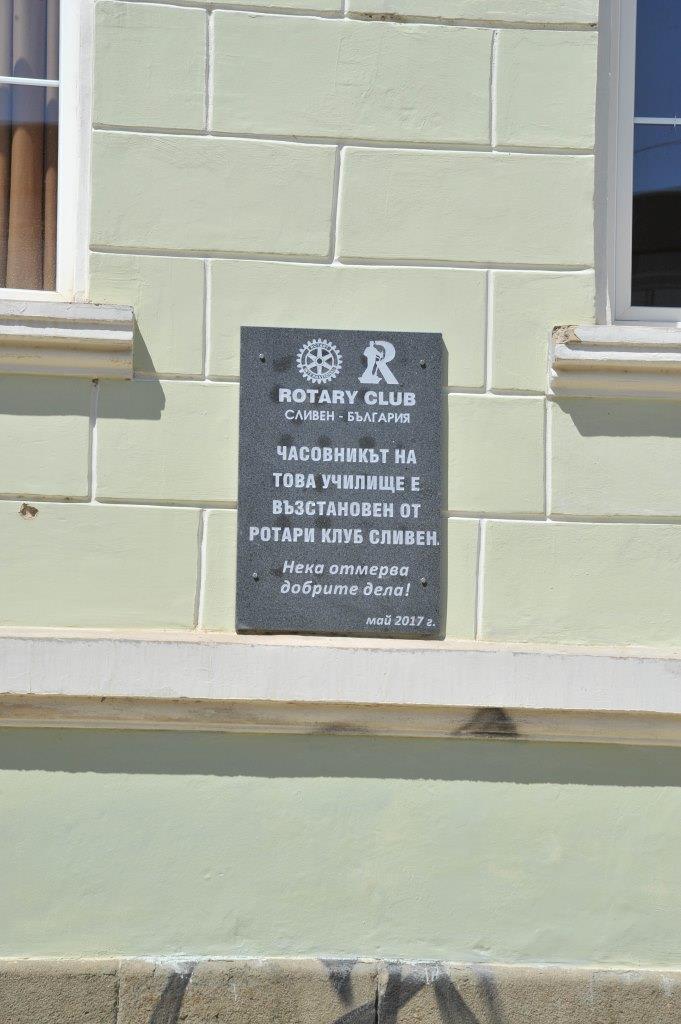 ROTARY CLUB
СЛИВЕН - БЪЛГАРИЯ
ЧАСОВНИКЪТ НА
ТОВА УЧИЛИЩЕ Е
ВЪЗСТАНОВЕН ОТ
РОТАРИ КЛУБ СЛИВЕН.
Нека отмерва
добрите дела!
май 2017 г.